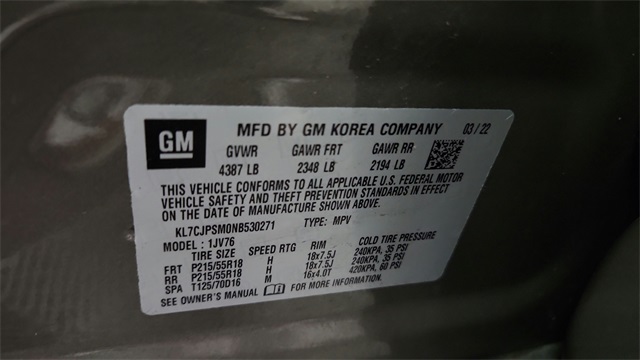 GM
MFD BY GM KOREA COMPANY 03/22
GVWR GAWR FRT GAWR RR
4387 LB 2348 LB 2194 LB
THIS VEHICLE CONFORMS TO ALL APPLICABLE U.S. FEDERAL MOTOR
VEHICLE SAFETY AND THEFT PREVENTION STANDARDS IN EFFECT
ON THE DATE OF MANUFACTURE SHOWN ABOVE.
KL7CJPSM0NB530271 TYPE: MPV
MODEL: 1JV76
TIRE SIZE SPEED RTG RIM COLD TIRE PRESSURE
FRT P215/55R18 H 18x7.5J 240KPA, 35 PSI
RR P215/55R18 H 18x7.5J 240KPA, 35 PSI
SPA T125/70D16 M 16x4.0T 420KPA, 60 PSI
SEE OWNER'S MANUAL FOR MORE INFORMATION.